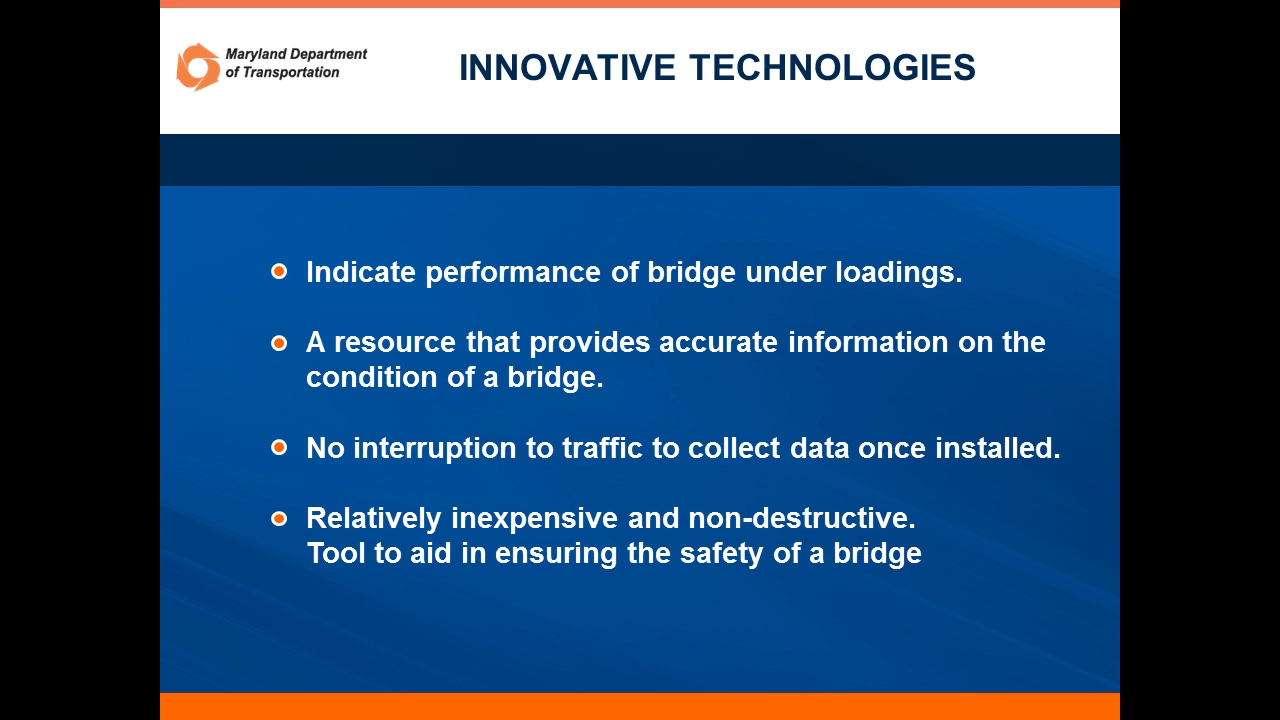 Maryland Department
of Transportation
INNOVATIVE TECHNOLOGIES
Indicate performance of bridge under loadings.
A resource that provides accurate information on the
condition of a bridge.
No interruption to traffic to collect data once installed.
Relatively inexpensive and non-destructive.
Tool to aid in ensuring the safety of a bridge